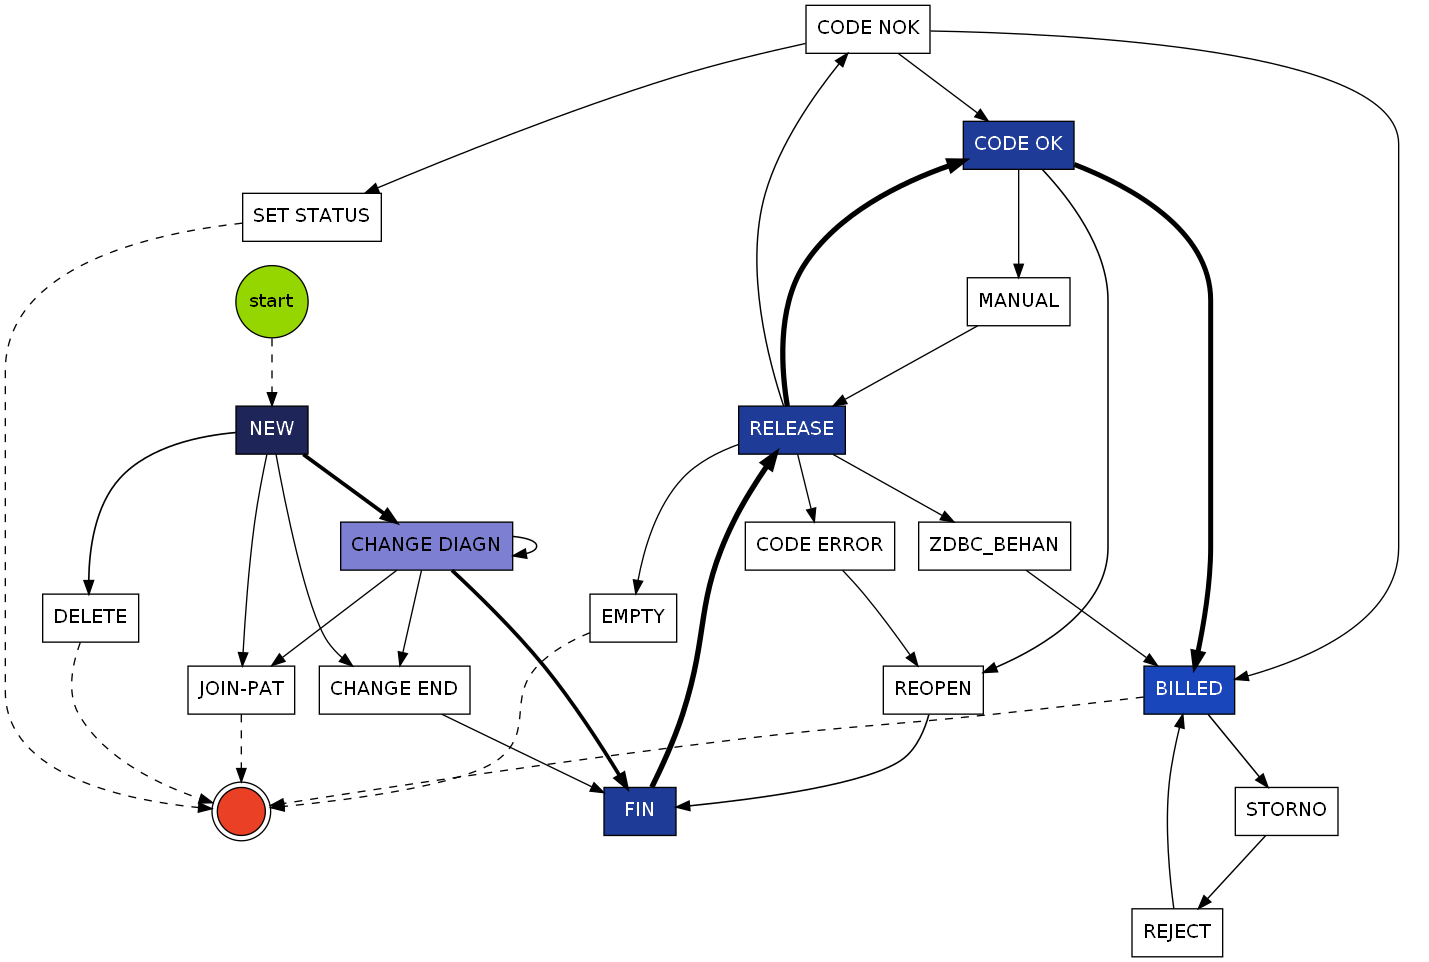 CODE NOK
CODE OK
SET STATUS
start
MANUAL
NEW
RELEASE
CHANGE DIAGN
CODE ERROR
ZDBC_BEHAN
DELETE
EMPTY
JOIN-PAT
CHANGE END
REOPEN
BILLED
FIN
STORNO
REJECT